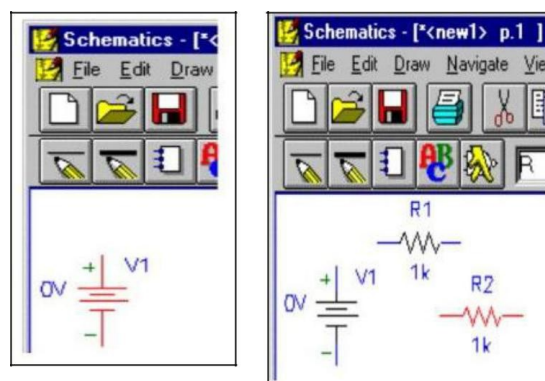 Schematics - [*<
File Edit Draw
+ V1
0V
-
Schematics - [*<new1> p.1 ]
File Edit Draw Navigate
ABC R
R1
1k
+ V1
0V
-
R2
1k